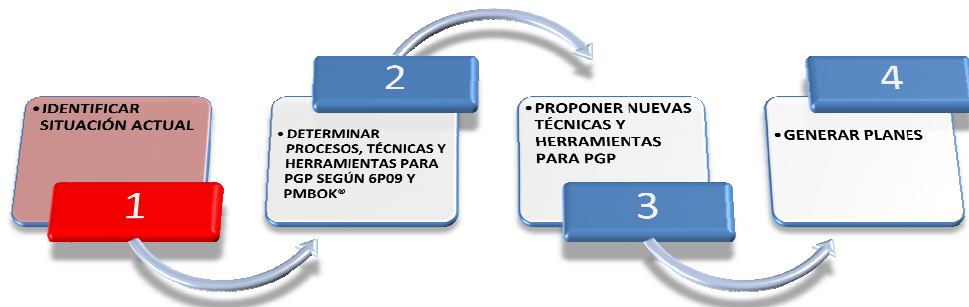 1
• IDENTIFICAR
SITUACIÓN ACTUAL
2
• DETERMINAR
PROCESOS, TÉCNICAS Y
HERRAMIENTAS PARA
PGP SEGÚN 6P09 Y
PMBOK®
3
• PROPONER NUEVAS
TÉCNICAS Y
HERRAMIENTAS
PARA PGP
4
• GENERAR PLANES